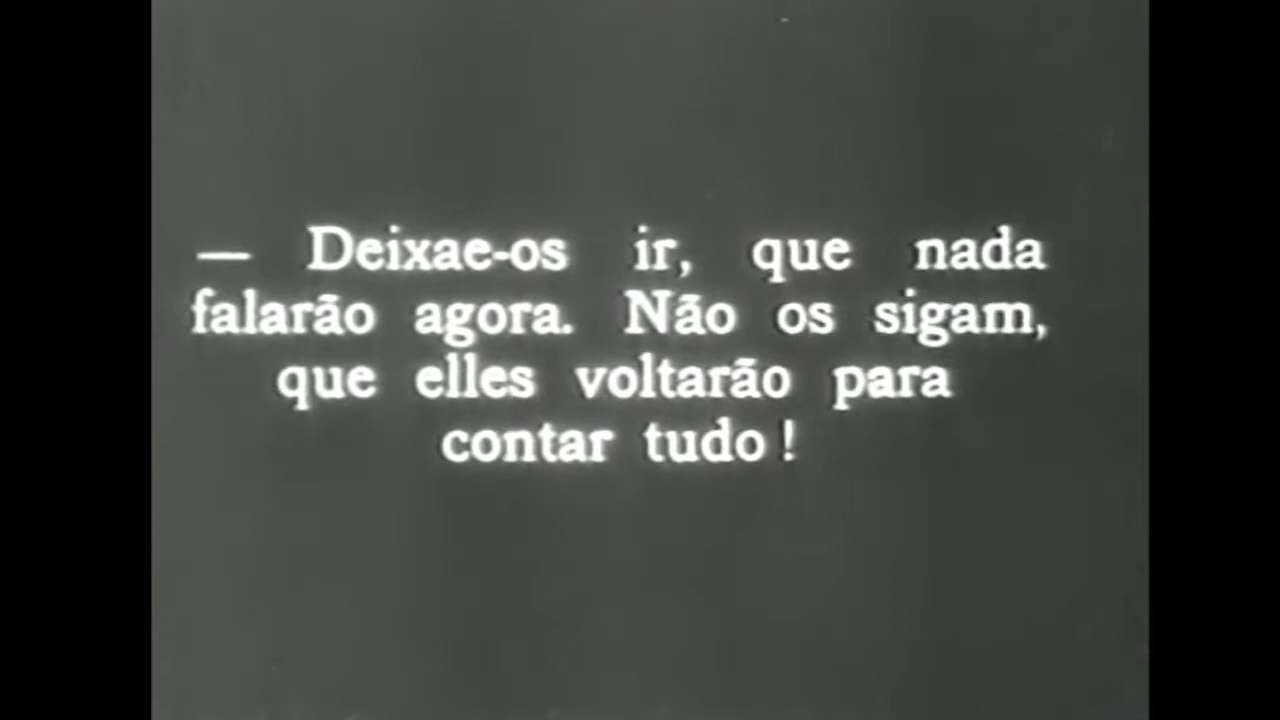 — Deixae-os ir, que nada
falarão agora. Não os sigam,
que elles voltarão para
contar tudo !